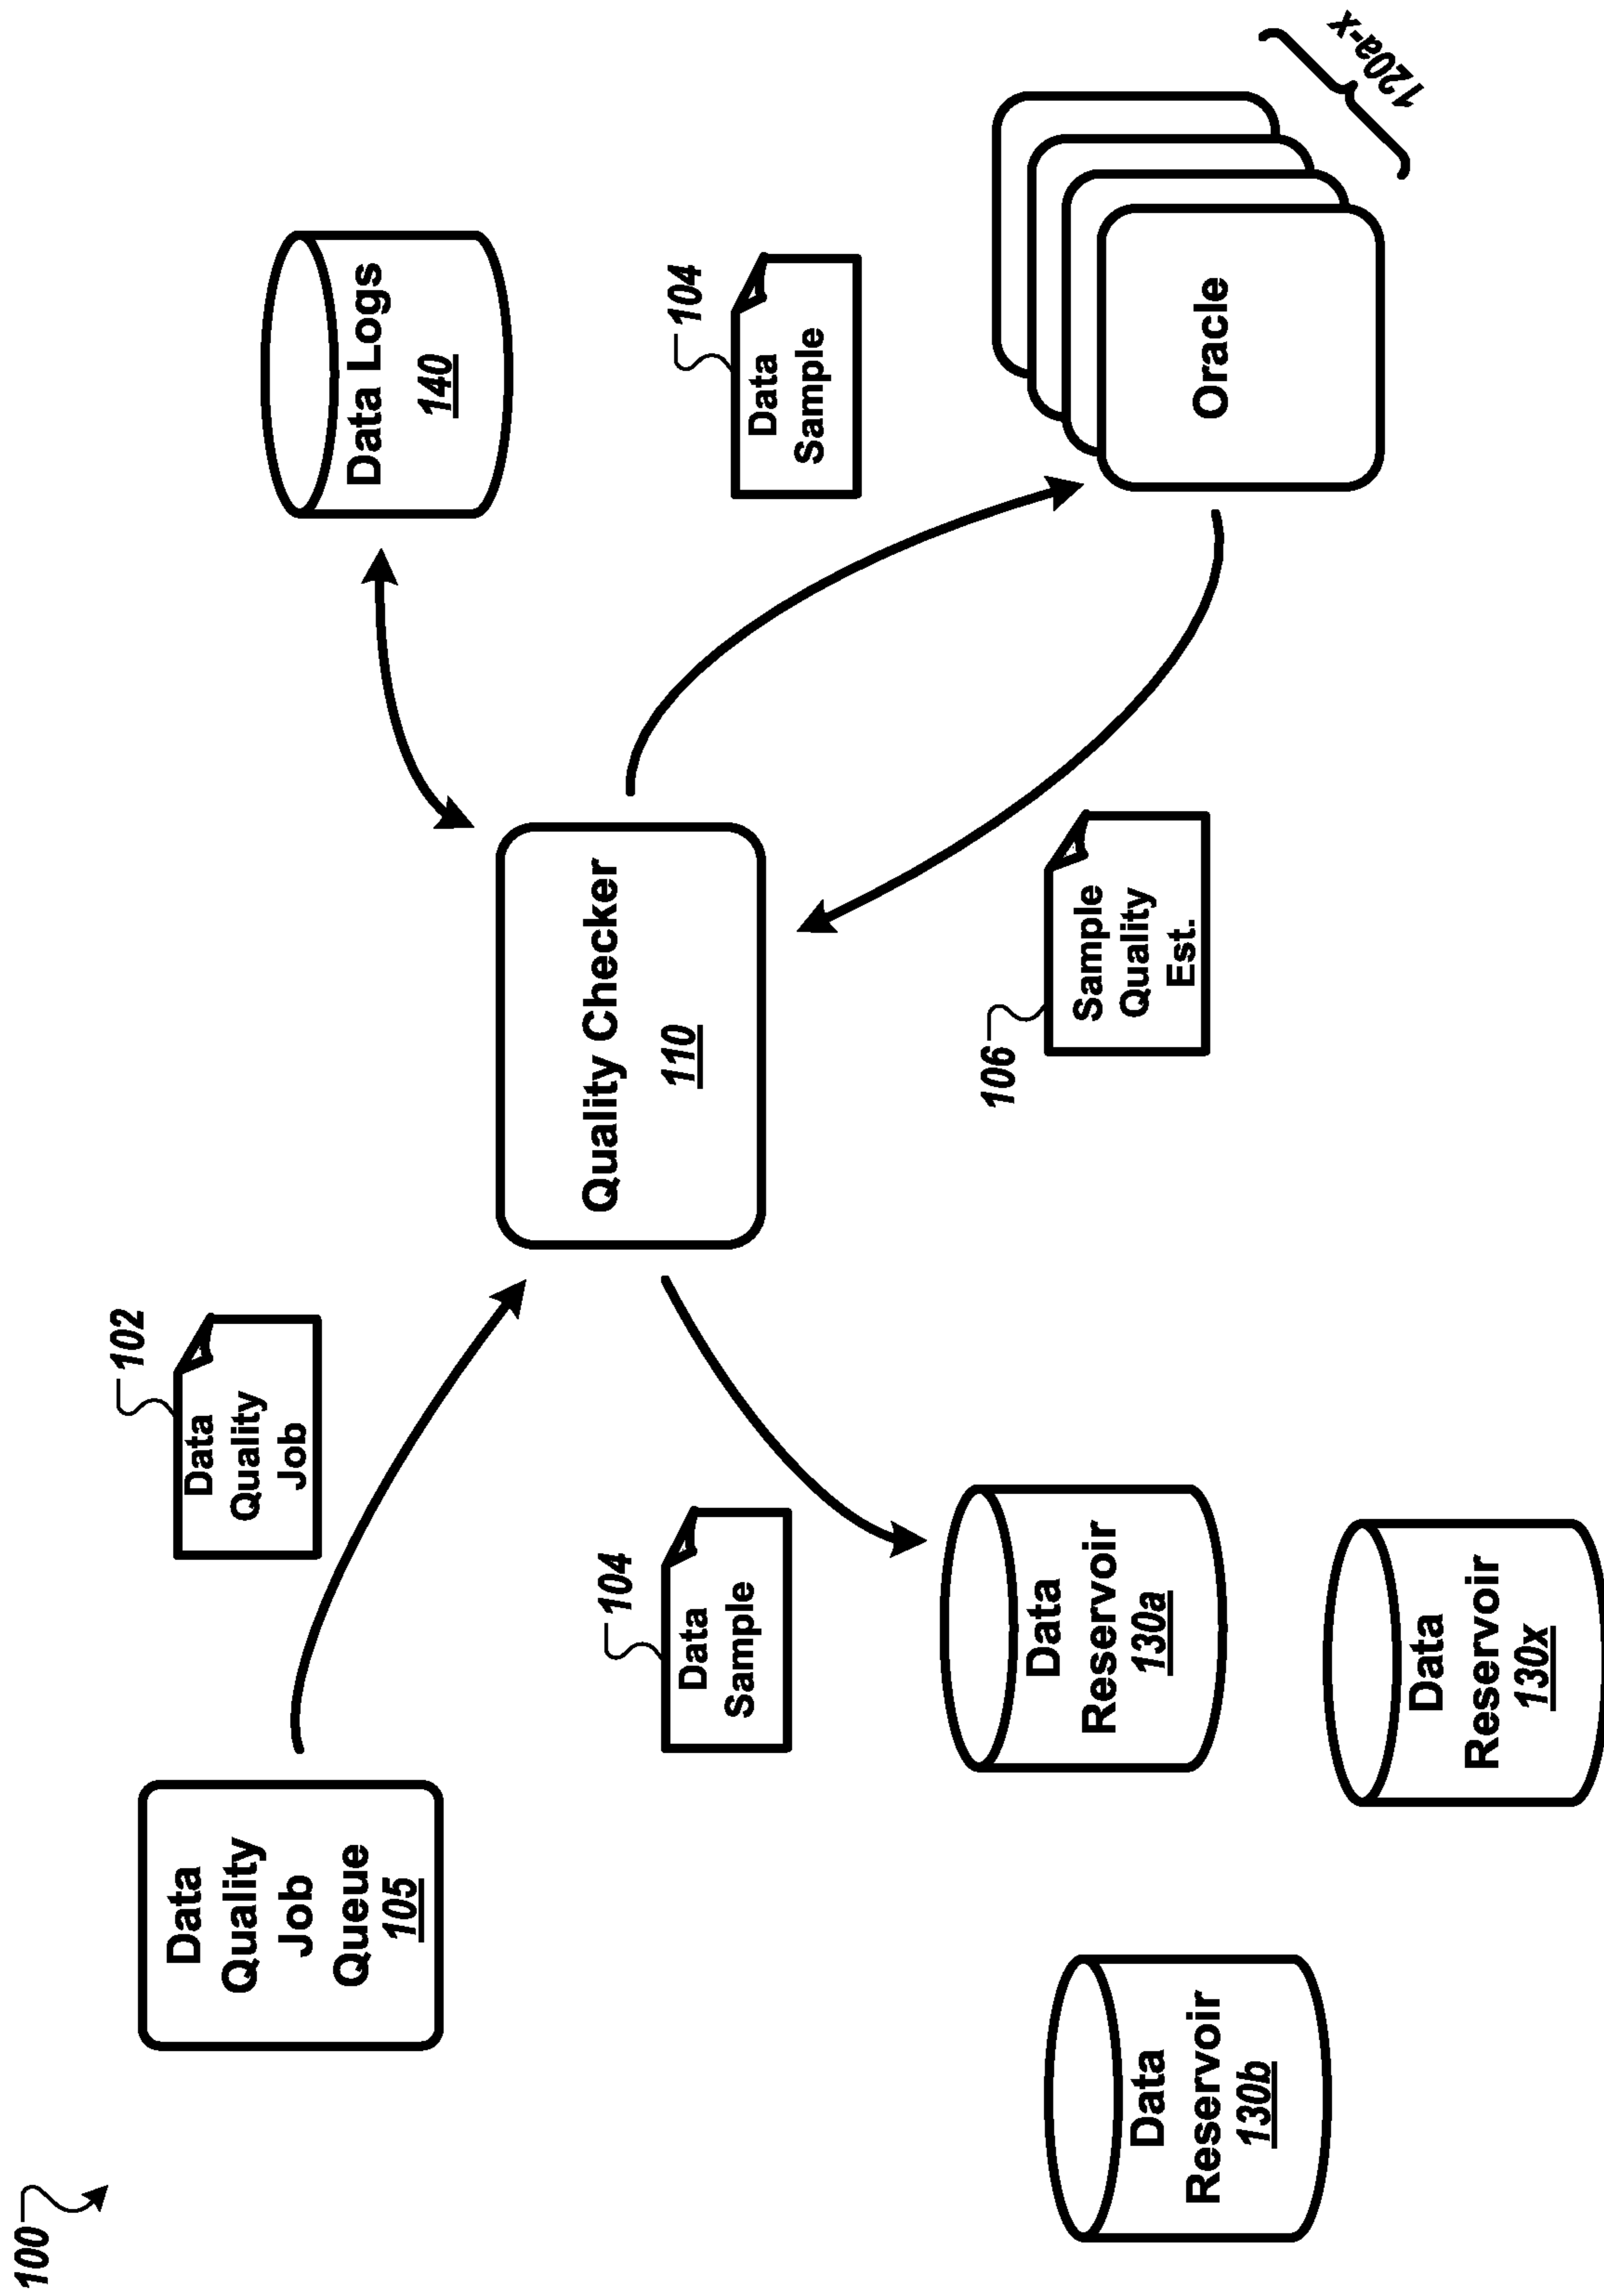 100
Data
Quality
Job
Queue
105
102
Data
Quality
Job
Quality Checker
110
Data Logs
140
104
Data
Sample
104
Data
Sample
106
Sample
Quality
Est.
Oracle
120a-x
Data
Reservoir
130a
Data
Reservoir
130b
Data
Reservoir
130x